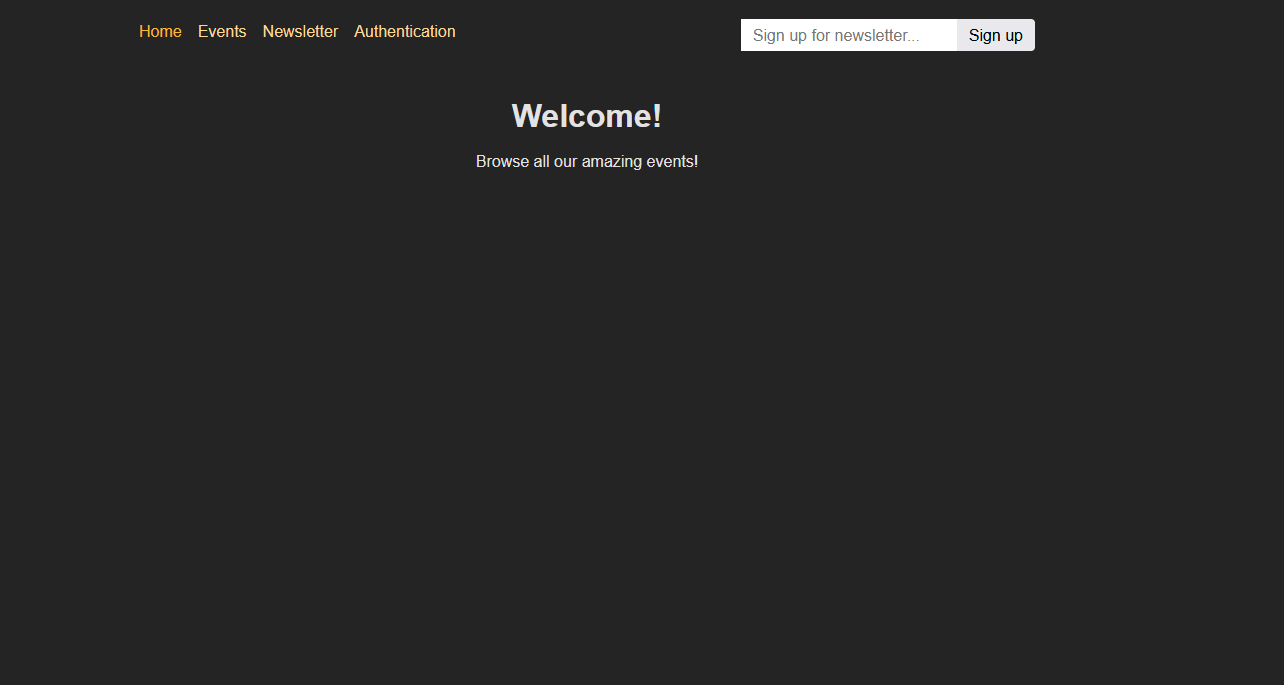 Home Events Newsletter Authentication Sign up for newsletter... Sign up
Welcome!
Browse all our amazing events!